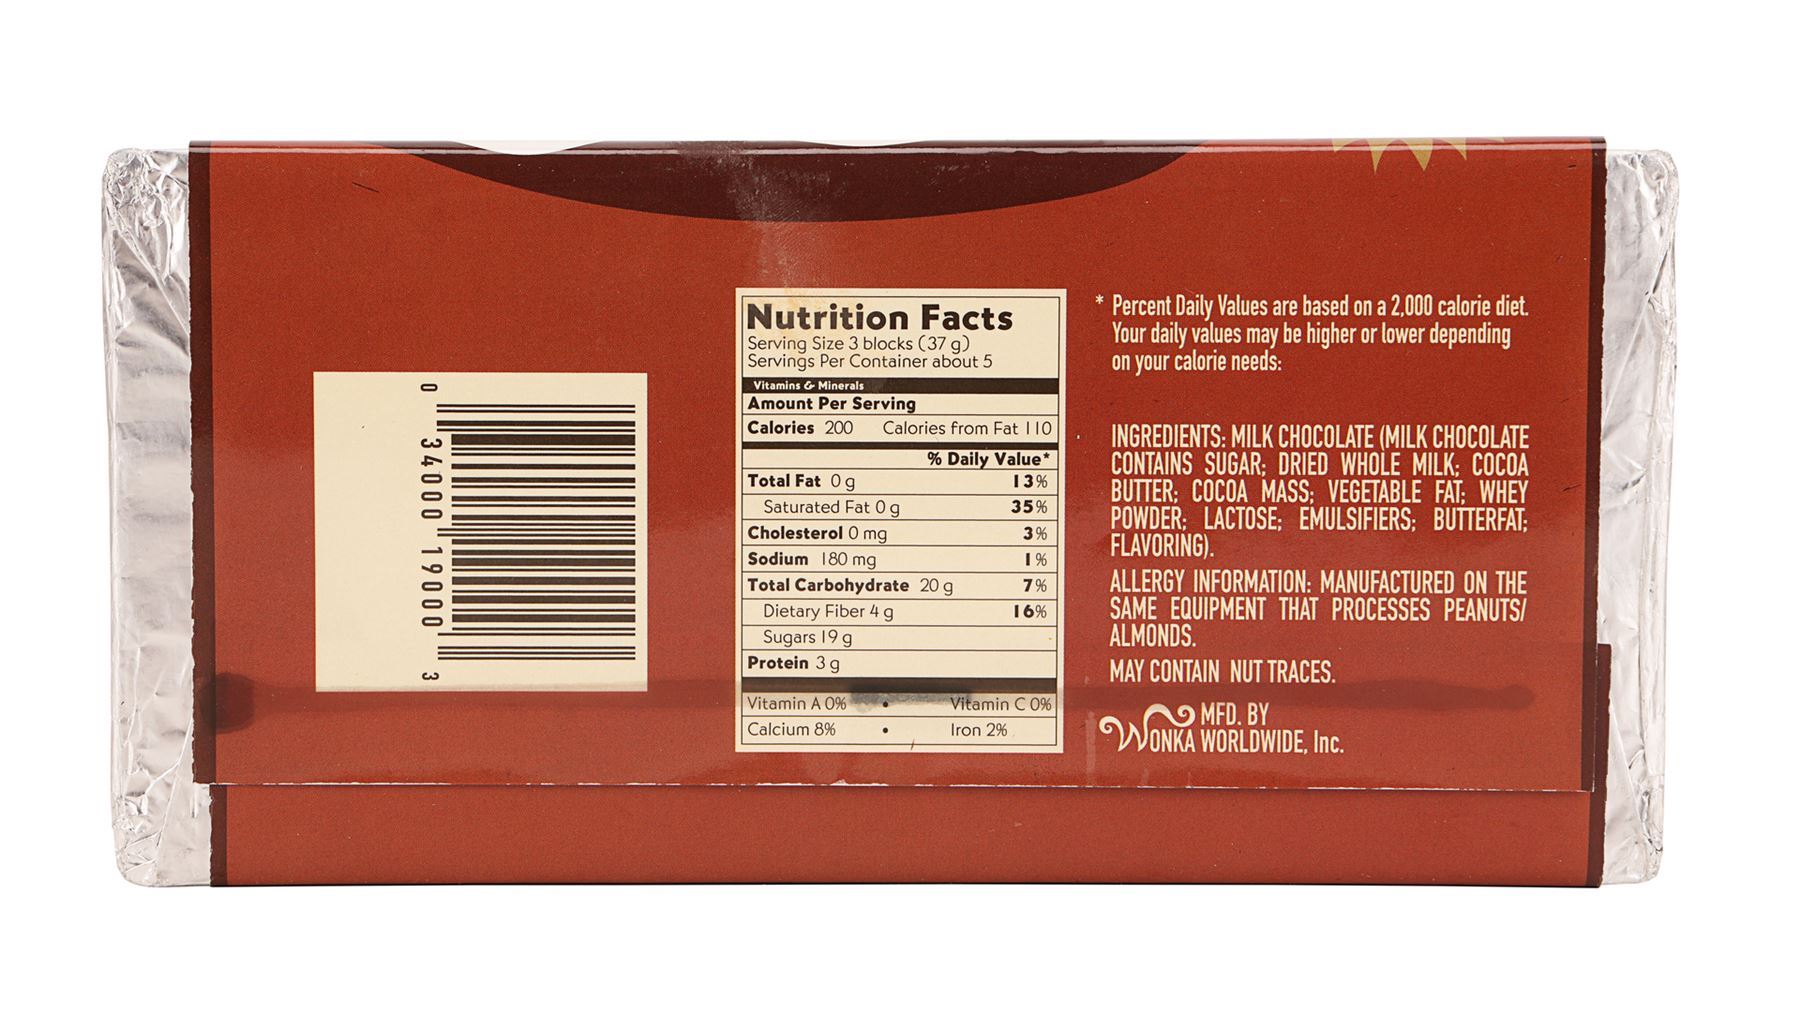 0 34000 19000 3
Nutrition Facts
Serving Size 3 blocks (37 g)
Servings Per Container about 5
Vitamins & Minerals
Amount Per Serving
Calories 200 Calories from Fat 110
% Daily Value*
Total Fat 0 g 13%
Saturated Fat 0 g 35%
Cholesterol 0 mg 3%
Sodium 180 mg 1%
Total Carbohydrate 20 g 7%
Dietary Fiber 4 g 16%
Sugars 19 g
Protein 3 g
Vitamin A 0% • Vitamin C 0%
Calcium 8% • Iron 2%
* Percent Daily Values are based on a 2,000 calorie diet.
Your daily values may be higher or lower depending
on your calorie needs:
INGREDIENTS: MILK CHOCOLATE (MILK CHOCOLATE
CONTAINS SUGAR; DRIED WHOLE MILK; COCOA
BUTTER; COCOA MASS; VEGETABLE FAT; WHEY
POWDER; LACTOSE; EMULSIFIERS; BUTTERFAT;
FLAVORING).
ALLERGY INFORMATION: MANUFACTURED ON THE
SAME EQUIPMENT THAT PROCESSES PEANUTS/
ALMONDS.
MAY CONTAIN NUT TRACES.
MFD. BY
WONKA WORLDWIDE, Inc.